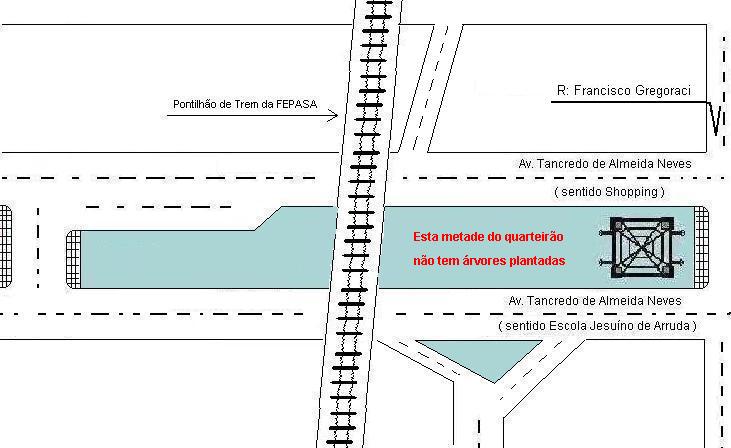 R: Francisco Gregoraci
Pontilhão de Trem da FEPASA
Av. Tancredo de Almeida Neves
( sentido Shopping )
Esta metade do quarteirão
não tem árvores plantadas
Av. Tancredo de Almeida Neves
( sentido Escola Jesuíno de Arruda )